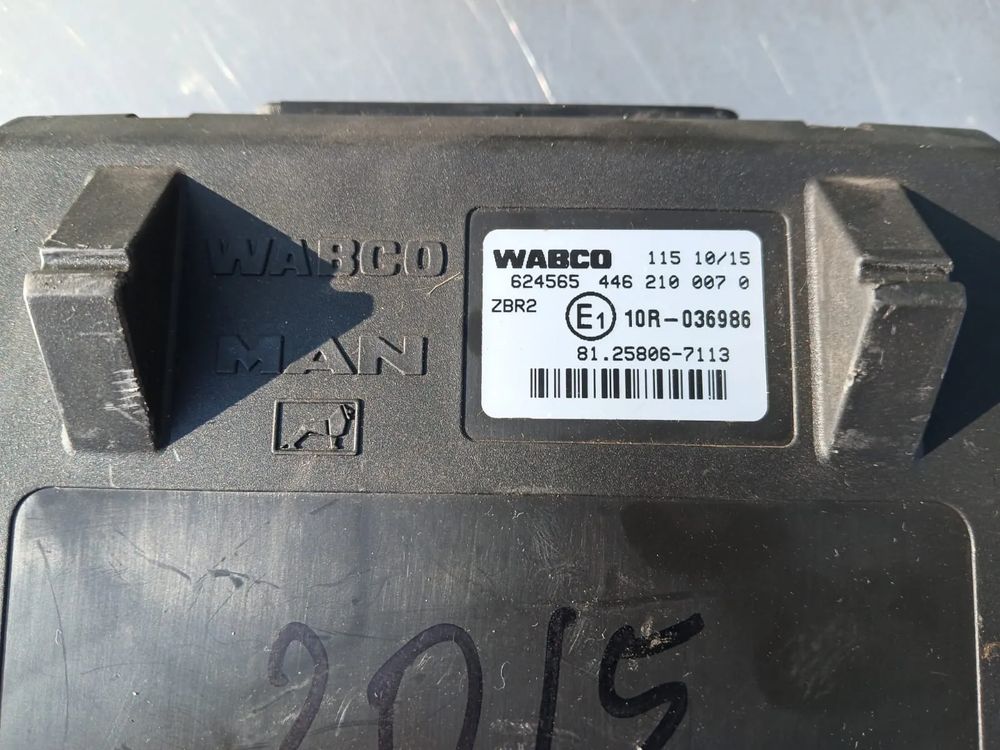 WABCO
MAN
WABCO 115 10/15
624565 446 210 007 0
ZBR2 E1 10R-036986
81.25806-7113
2015